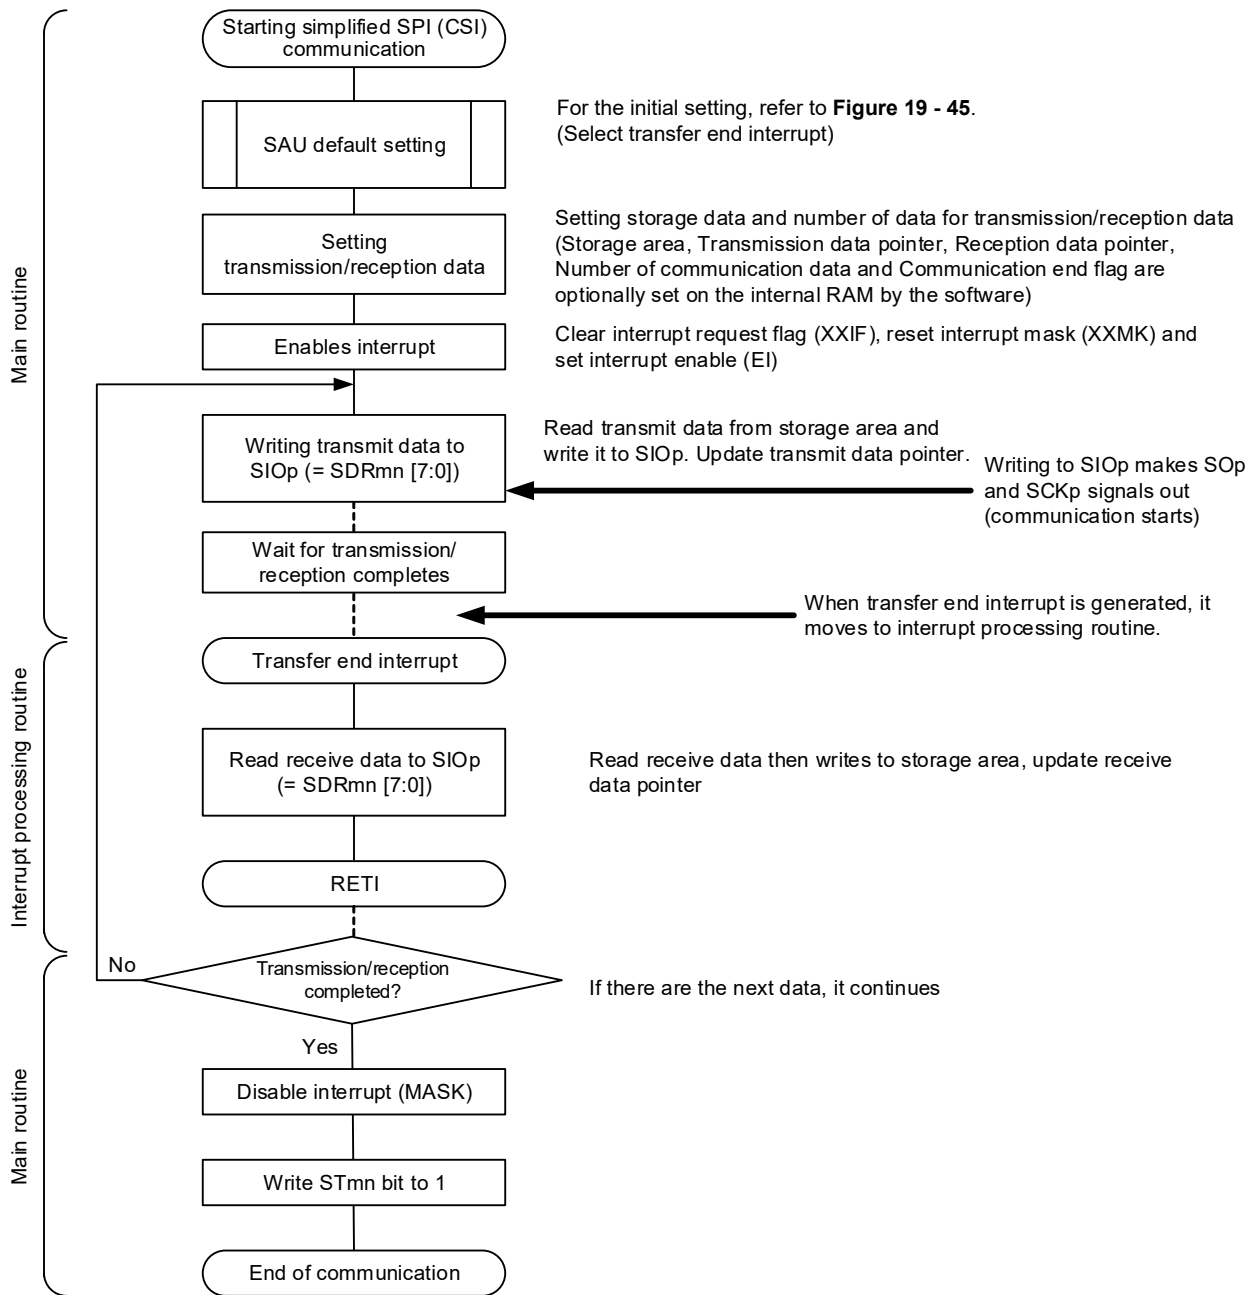 Starting simplified SPI (CSI)
communication
SAU default setting
For the initial setting, refer to Figure 19 - 45.
(Select transfer end interrupt)
Setting
transmission/reception data
Setting storage data and number of data for transmission/reception data
(Storage area, Transmission data pointer, Reception data pointer,
Number of communication data and Communication end flag are
optionally set on the internal RAM by the software)
Main routine
Enables interrupt
Clear interrupt request flag (XXIF), reset interrupt mask (XXMK) and
set interrupt enable (EI)
Writing transmit data to
SIOp (= SDRmn [7:0])
Read transmit data from storage area and
write it to SIOp. Update transmit data pointer.
Writing to SIOp makes SOp
and SCKp signals out
(communication starts)
Wait for transmission/
reception completes
When transfer end interrupt is generated, it
moves to interrupt processing routine.
Transfer end interrupt
Interrupt processing routine
Read receive data to SIOp
(= SDRmn [7:0])
Read receive data then writes to storage area, update receive
data pointer
RETI
No
Transmission/reception
completed?
If there are the next data, it continues
Yes
Main routine
Disable interrupt (MASK)
Write STmn bit to 1
End of communication